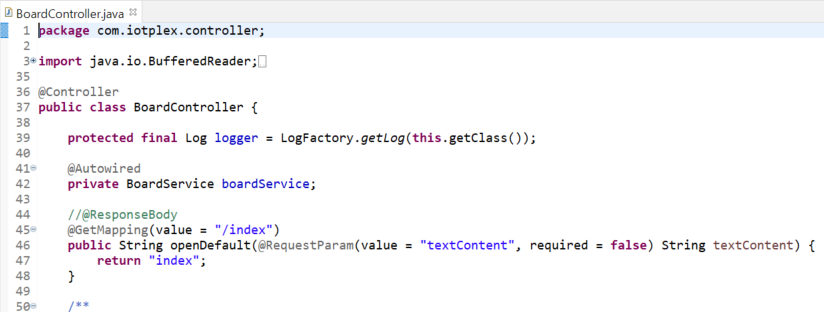 BoardController.java
1 package com.iotplex.controller;
2
3 import java.io.BufferedReader;
35
36 @Controller
37 public class BoardController {
38
39     protected final Log logger = LogFactory.getLog(this.getClass());
40
41     @Autowired
42     private BoardService boardService;
43
44     //@ResponseBody
45     @GetMapping(value = "/index")
46     public String openDefault(@RequestParam(value = "textContent", required = false) String textContent) {
47         return "index";
48     }
49
50     /**